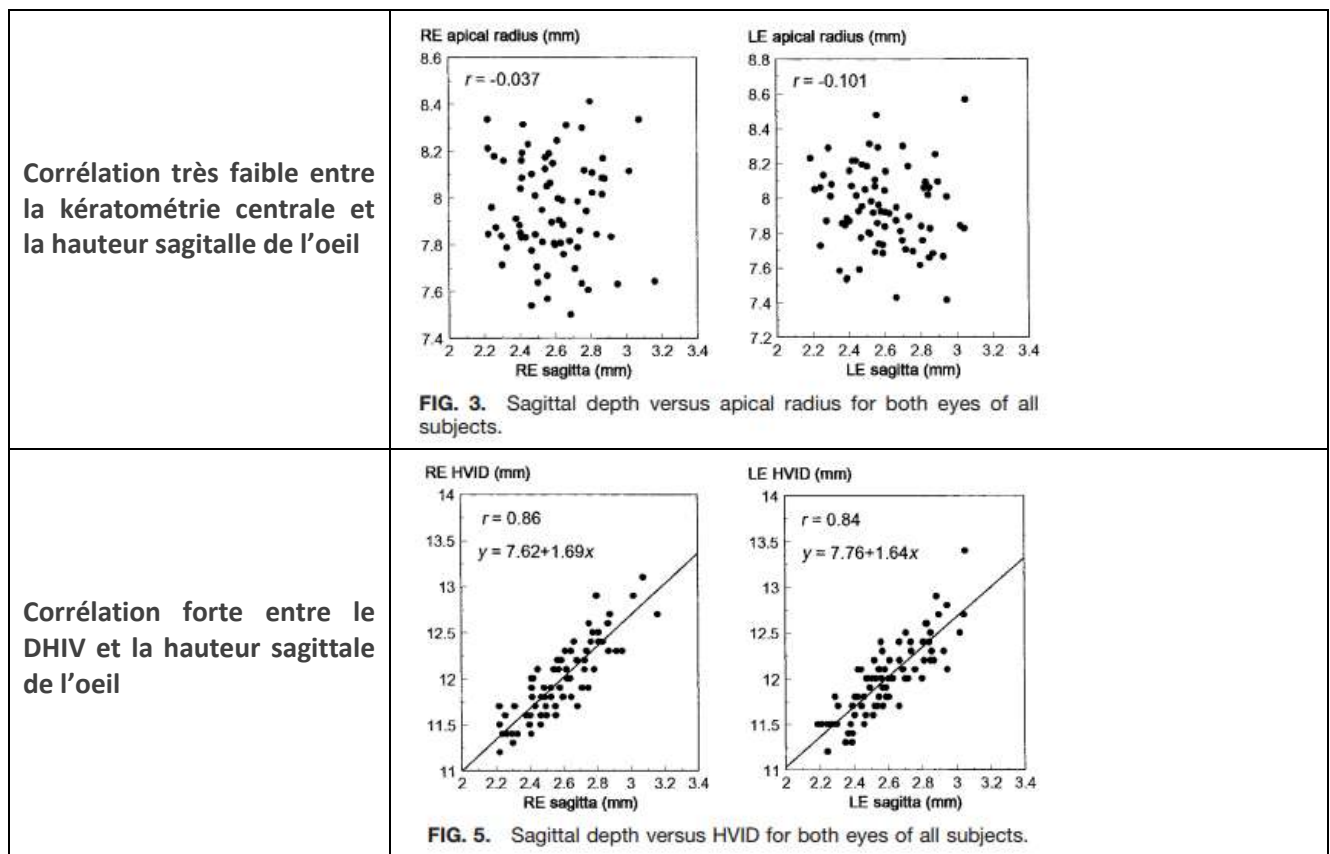 Corrélation très faible entre
la kératométrie centrale et
la hauteur sagitalle de l'oeil
RE apical radius (mm)
8.6
8.4
8.2
8
7.8
7.6
7.4
r = -0.037
2 2.2 2.4 2.6 2.8 3 3.2 3.4
RE sagitta (mm)
LE apical radius (mm)
8.8
8.6
8.4
8.2
8
7.8
7.6
7.4
7.2
r = -0.101
2 2.2 2.4 2.6 2.8 3 3.2 3.4
LE sagitta (mm)
FIG. 3. Sagittal depth versus apical radius for both eyes of all
subjects.
Corrélation forte entre le
DHIV et la hauteur sagittale
de l'oeil
RE HVID (mm)
14
13.5
13
12.5
12
11.5
11
r = 0.86
y = 7.62+1.69x
2 2.2 2.4 2.6 2.8 3 3.2 3.4
RE sagitta (mm)
LE HVID (mm)
14
13.5
13
12.5
12
11.5
11
r = 0.84
y = 7.76+1.64x
2 2.2 2.4 2.6 2.8 3 3.2 3.4
LE sagitta (mm)
FIG. 5. Sagittal depth versus HVID for both eyes of all subjects.